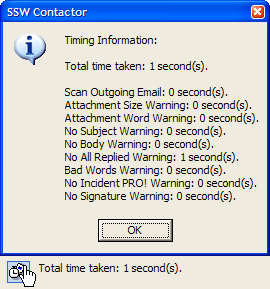 SSW Contactor
Timing Information:
Total time taken: 1 second(s).
Scan Outgoing Email: 0 second(s).
Attachment Size Warning: 0 second(s).
Attachment Word Warning: 0 second(s).
No Subject Warning: 0 second(s).
No Body Warning: 0 second(s).
No All Replied Warning: 1 second(s).
Bad Words Warning: 0 second(s).
No Incident PRO! Warning: 0 second(s).
No Signature Warning: 0 second(s).
OK
Total time taken: 1 second(s).